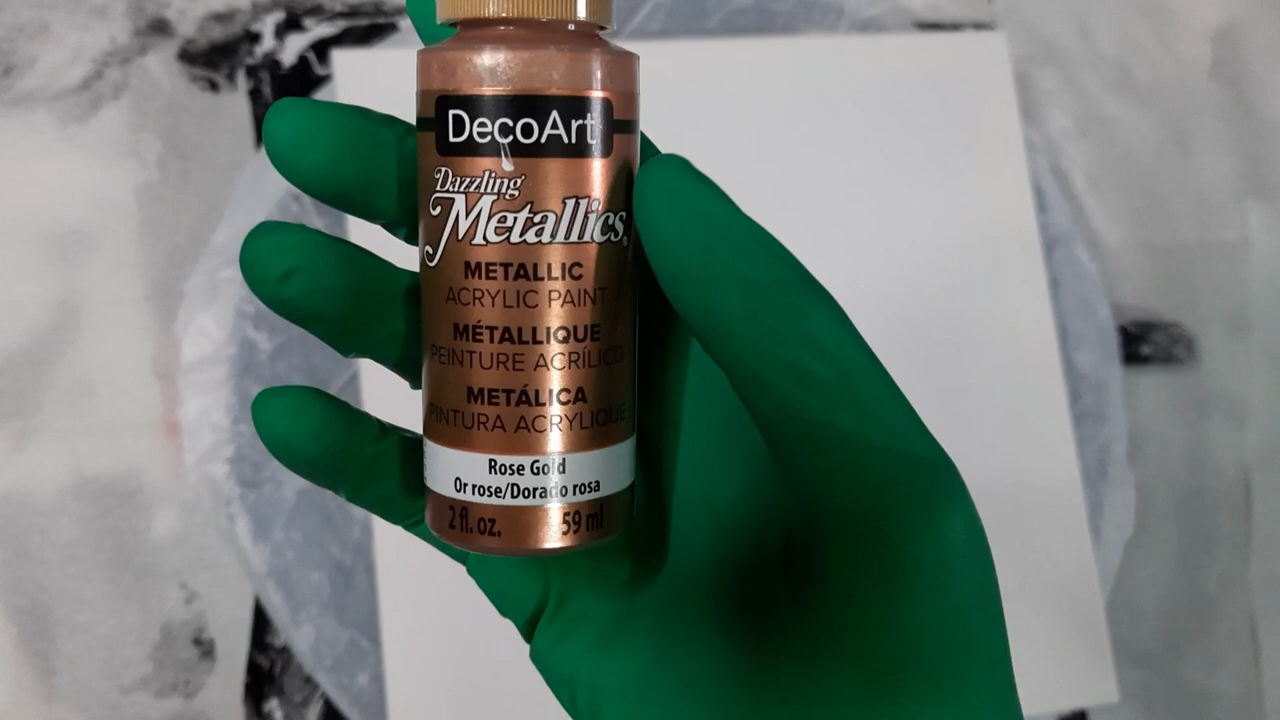 DecoArt
Dazzling
Metallics
METALLIC
ACRYLIC PAINT
MÉTALLIQUE
PEINTURE ACRÍLICO
METÁLICA
PINTURA ACRYLIQUE
Rose Gold
Or rose/Dorado rosa
2 fl. oz. 59 ml